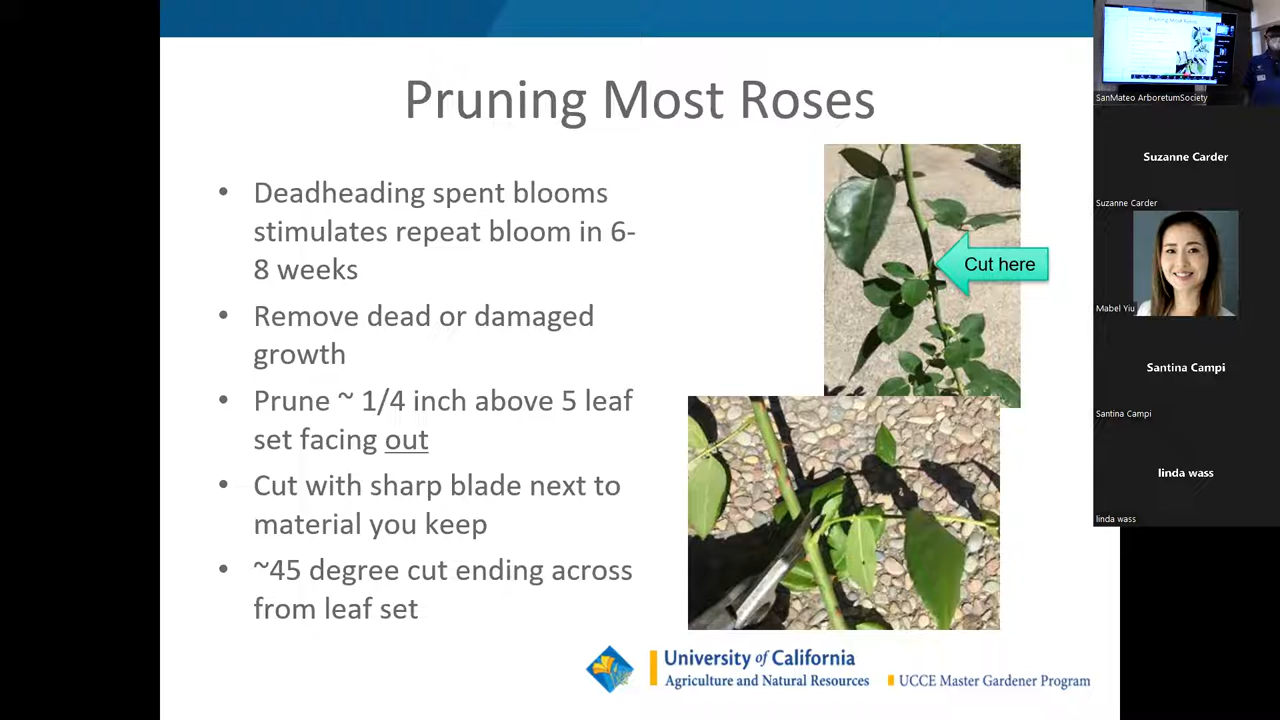 Pruning Most Roses
• Deadheading spent blooms
stimulates repeat bloom in 6-
8 weeks
• Remove dead or damaged
growth
• Prune ~ 1/4 inch above 5 leaf
set facing out
• Cut with sharp blade next to
material you keep
• ~45 degree cut ending across
from leaf set
Cut here
University of California
Agriculture and Natural Resources
UCCE Master Gardener Program
Pruning Most Roses
SanMateo ArboretumSociety
Suzanne Carder
Suzanne Carder
Mabel Yiu
Santina Campi
Santina Campi
linda wass
linda wass